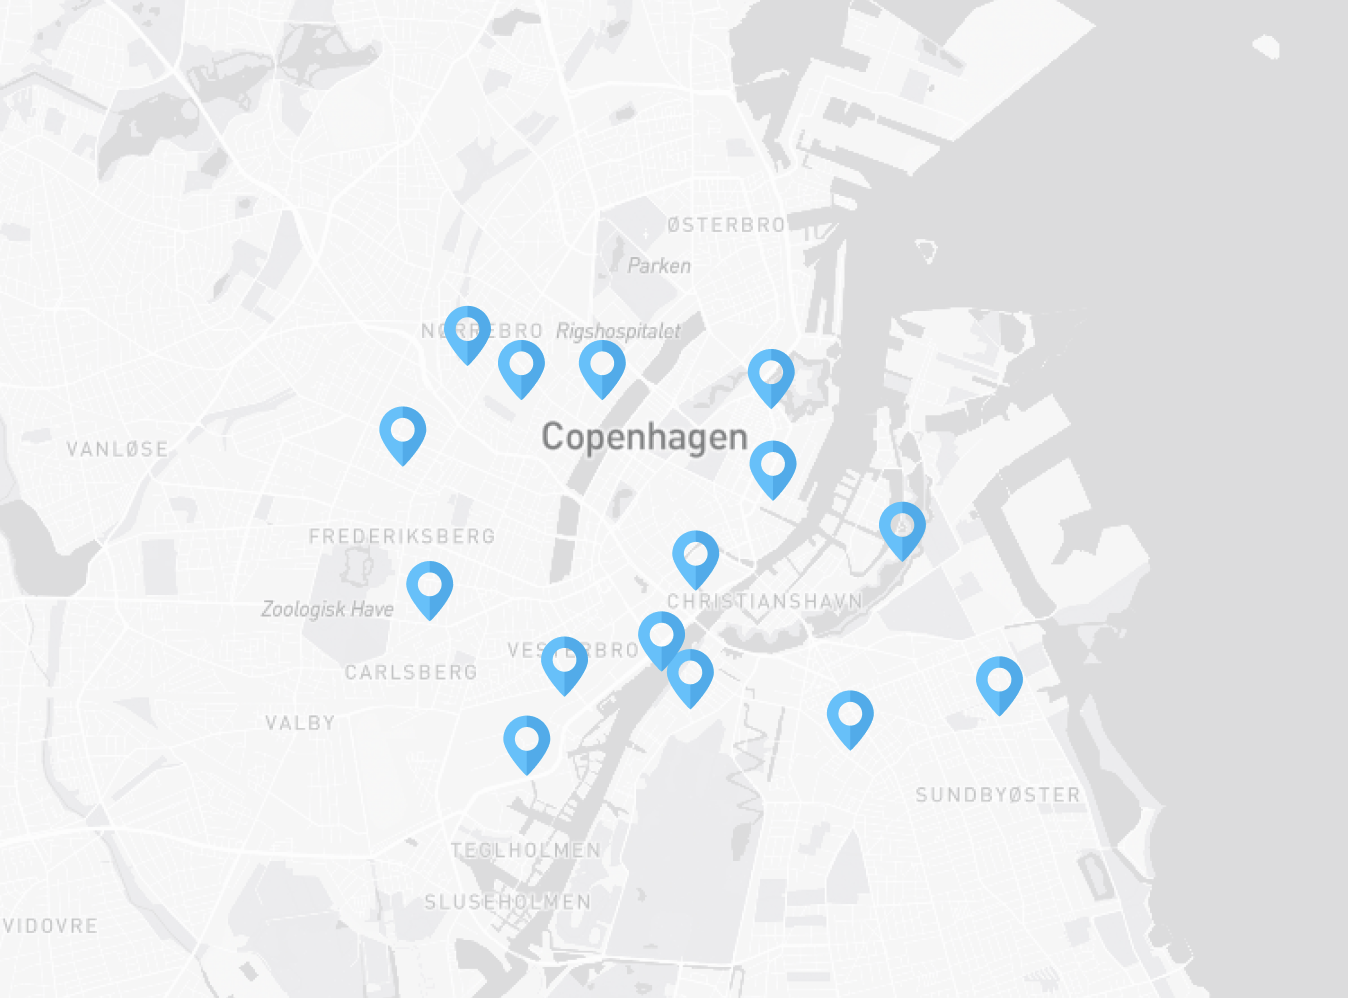 ØSTERBRO
Parken
NØRREBRO
Rigshospitalet
Copenhagen
VANLØSE
FREDERIKSBERG
CHRISTIANSHAVN
Zoologisk Have
VESTERBRO
CARLSBERG
VALBY
SUNDBYØSTER
TEGLHOLMEN
SLUSEHOLMEN
VIDOVRE